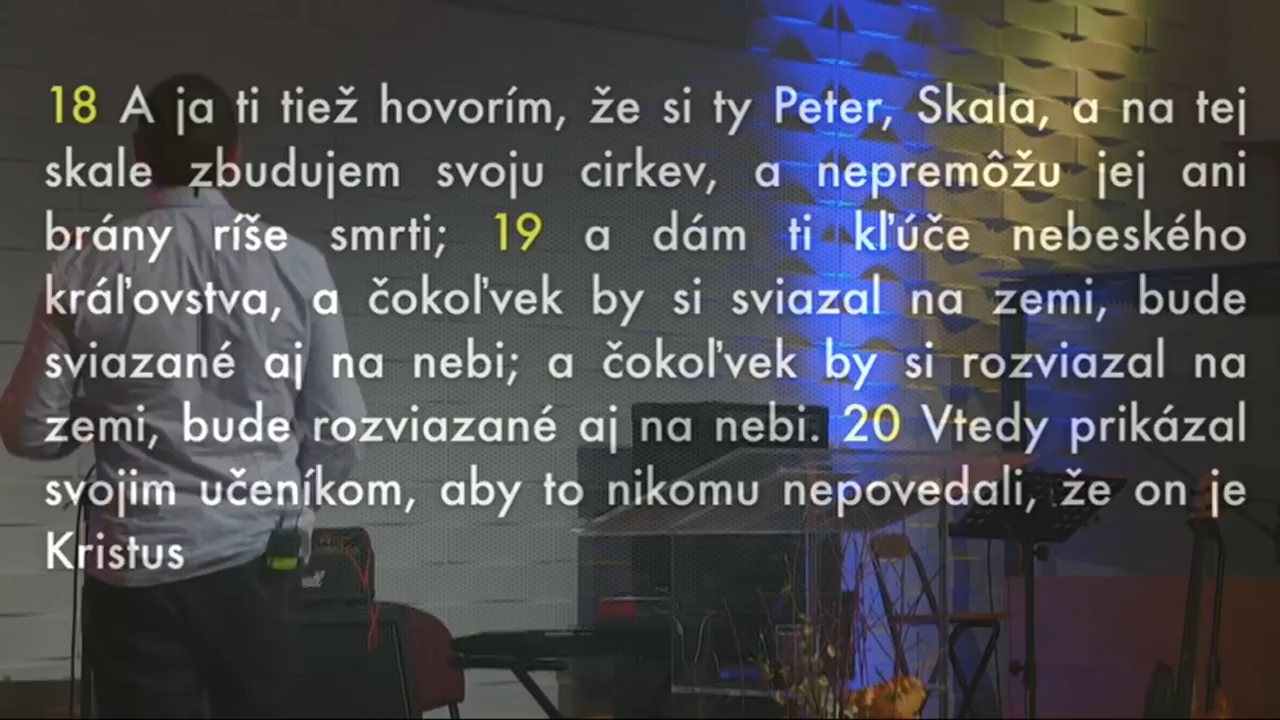 18 A ja ti tiež hovorím, že si ty Peter, Skala, a na tej
skale zbudujem svoju cirkev, a nepremôžu jej ani
brány ríše smrti; 19 a dám ti kľúče nebeského
kráľovstva, a čokoľvek by si sviazal na zemi, bude
sviazané aj na nebi; a čokoľvek by si rozviazal na
zemi, bude rozviazané aj na nebi. 20 Vtedy prikázal
svojim učeníkom, aby to nikomu nepovedali, že on je
Kristus